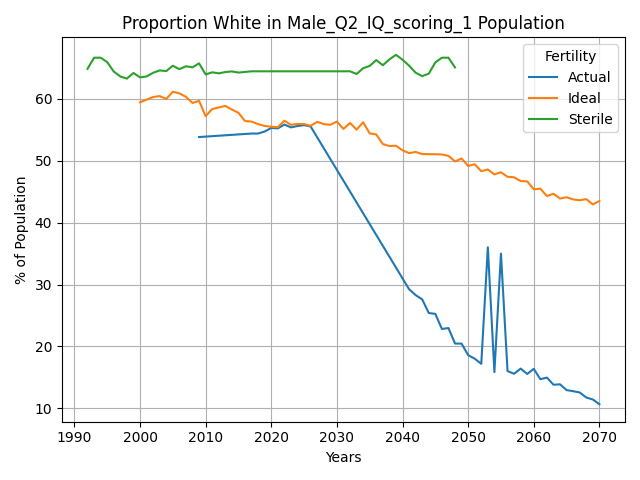 Proportion White in Male_Q2_IQ_scoring_1 Population
Fertility
Actual
Ideal
Sterile
% of Population
60
50
40
30
20
10
1990 2000 2010 2020 2030 2040 2050 2060 2070
Years